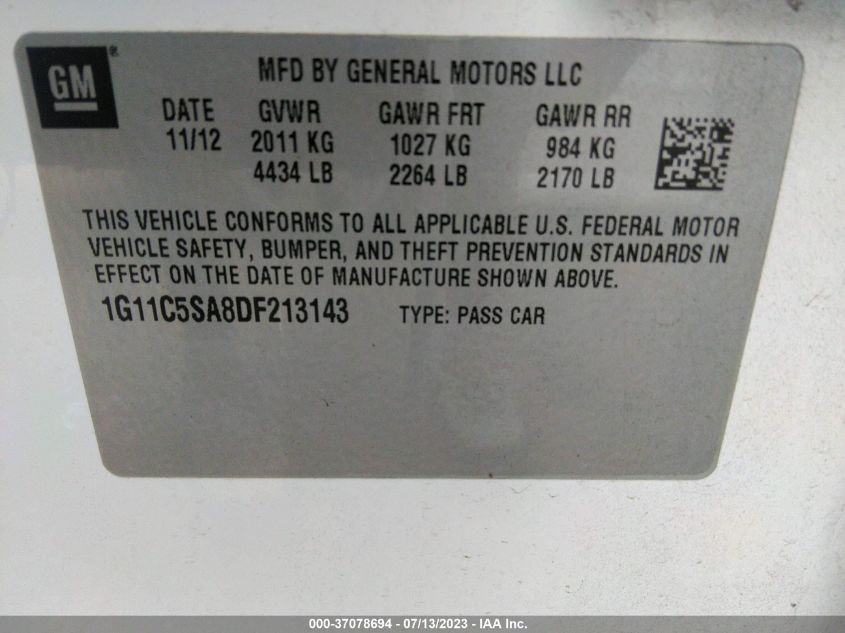 GM®
MFD BY GENERAL MOTORS LLC
DATE GVWR GAWR FRT GAWR RR
11/12 2011 KG 1027 KG 984 KG
4434 LB 2264 LB 2170 LB
THIS VEHICLE CONFORMS TO ALL APPLICABLE U.S. FEDERAL MOTOR
VEHICLE SAFETY, BUMPER, AND THEFT PREVENTION STANDARDS IN
EFFECT ON THE DATE OF MANUFACTURE SHOWN ABOVE.
1G11C5SA8DF213143 TYPE: PASS CAR
000-37078694 - 07/13/2023 - IAA Inc.